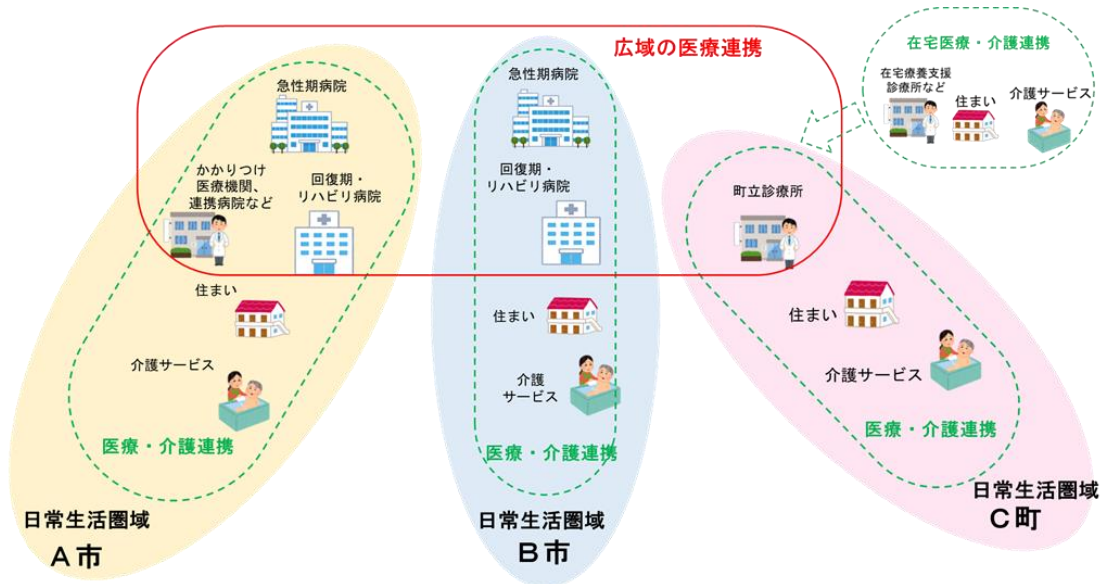 広域の医療連携
在宅医療・介護連携
在宅療養支援
診療所など
住まい
介護サービス
急性期病院
かかりつけ
医療機関、
連携病院など
回復期・
リハビリ病院
住まい
介護サービス
医療・介護連携
日常生活圏域
A市
急性期病院
回復期・
リハビリ病院
住まい
介護
サービス
医療・介護連携
日常生活圏域
B市
町立診療所
住まい
介護サービス
医療・介護連携
日常生活圏域
C町